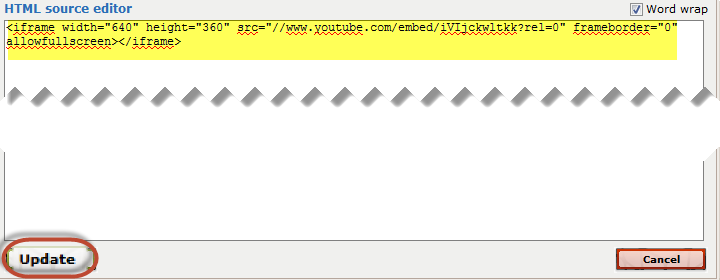 HTML source editor
Word wrap
<iframe width="640" height="360" src="//www.youtube.com/embed/iVIjckwltkk?rel=0" frameborder="0"
allowfullscreen></iframe>
Update
Cancel